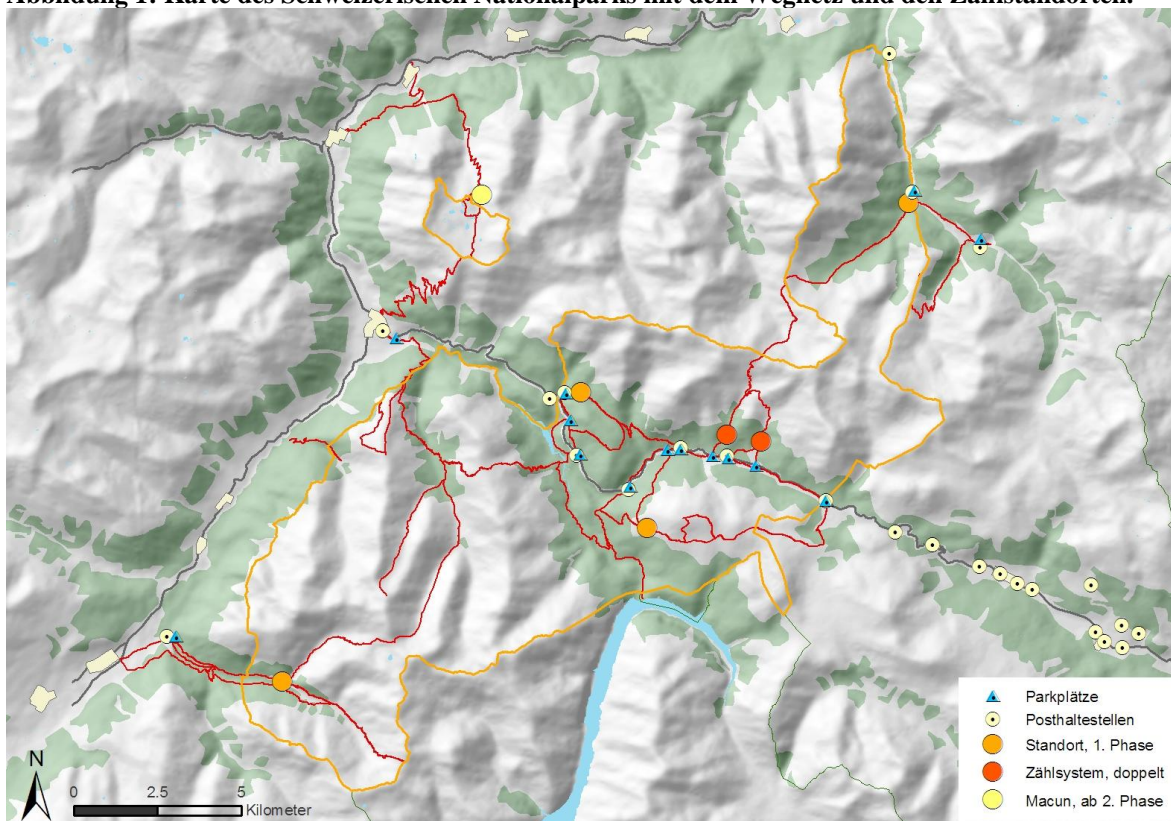 Abbildung 1: Karte des Schweizerischen Nationalparks mit dem Wegnetz und den Zählstandorten.
Parkplätze
Posthaltestellen
Standort, 1. Phase
Zählsystem, doppelt
Macun, ab 2. Phase
N
0 2.5 5
Kilometer